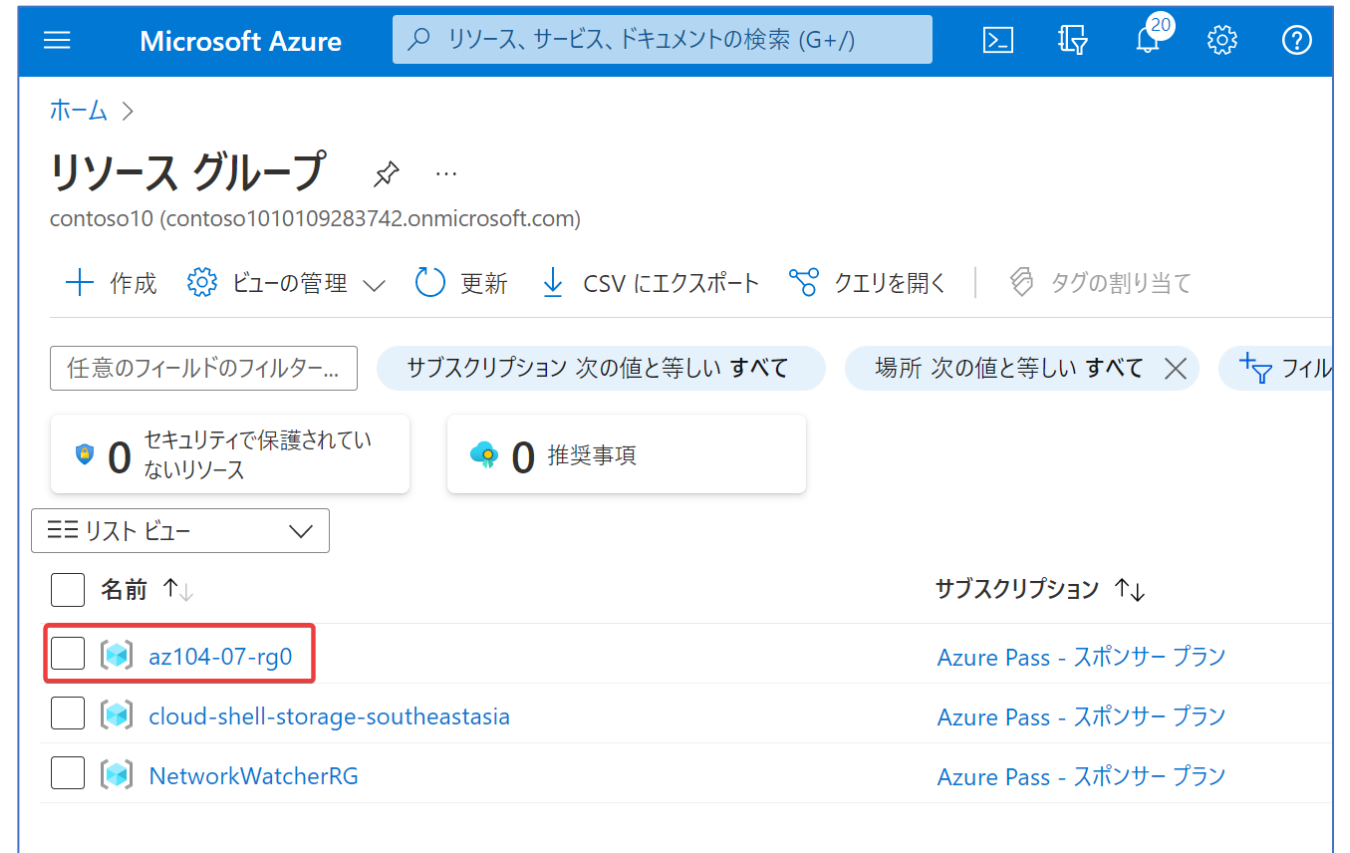 Microsoft Azure
リソース、サービス、ドキュメントの検索 (G+/)
20
ホーム >
リソース グループ ...
contoso10 (contoso1010109283742.onmicrosoft.com)
作成 ビューの管理 更新 CSV にエクスポート クエリを開く タグの割り当て
任意のフィールドのフィルター... サブスクリプション 次の値と等しい すべて 場所 次の値と等しい すべて フィル
0 セキュリティで保護されてい
ないリソース
0 推奨事項
リスト ビュー
名前 ↑↓ サブスクリプション ↑↓
az104-07-rg0 Azure Pass - スポンサー プラン
cloud-shell-storage-southeastasia Azure Pass - スポンサー プラン
NetworkWatcherRG Azure Pass - スポンサー プラン